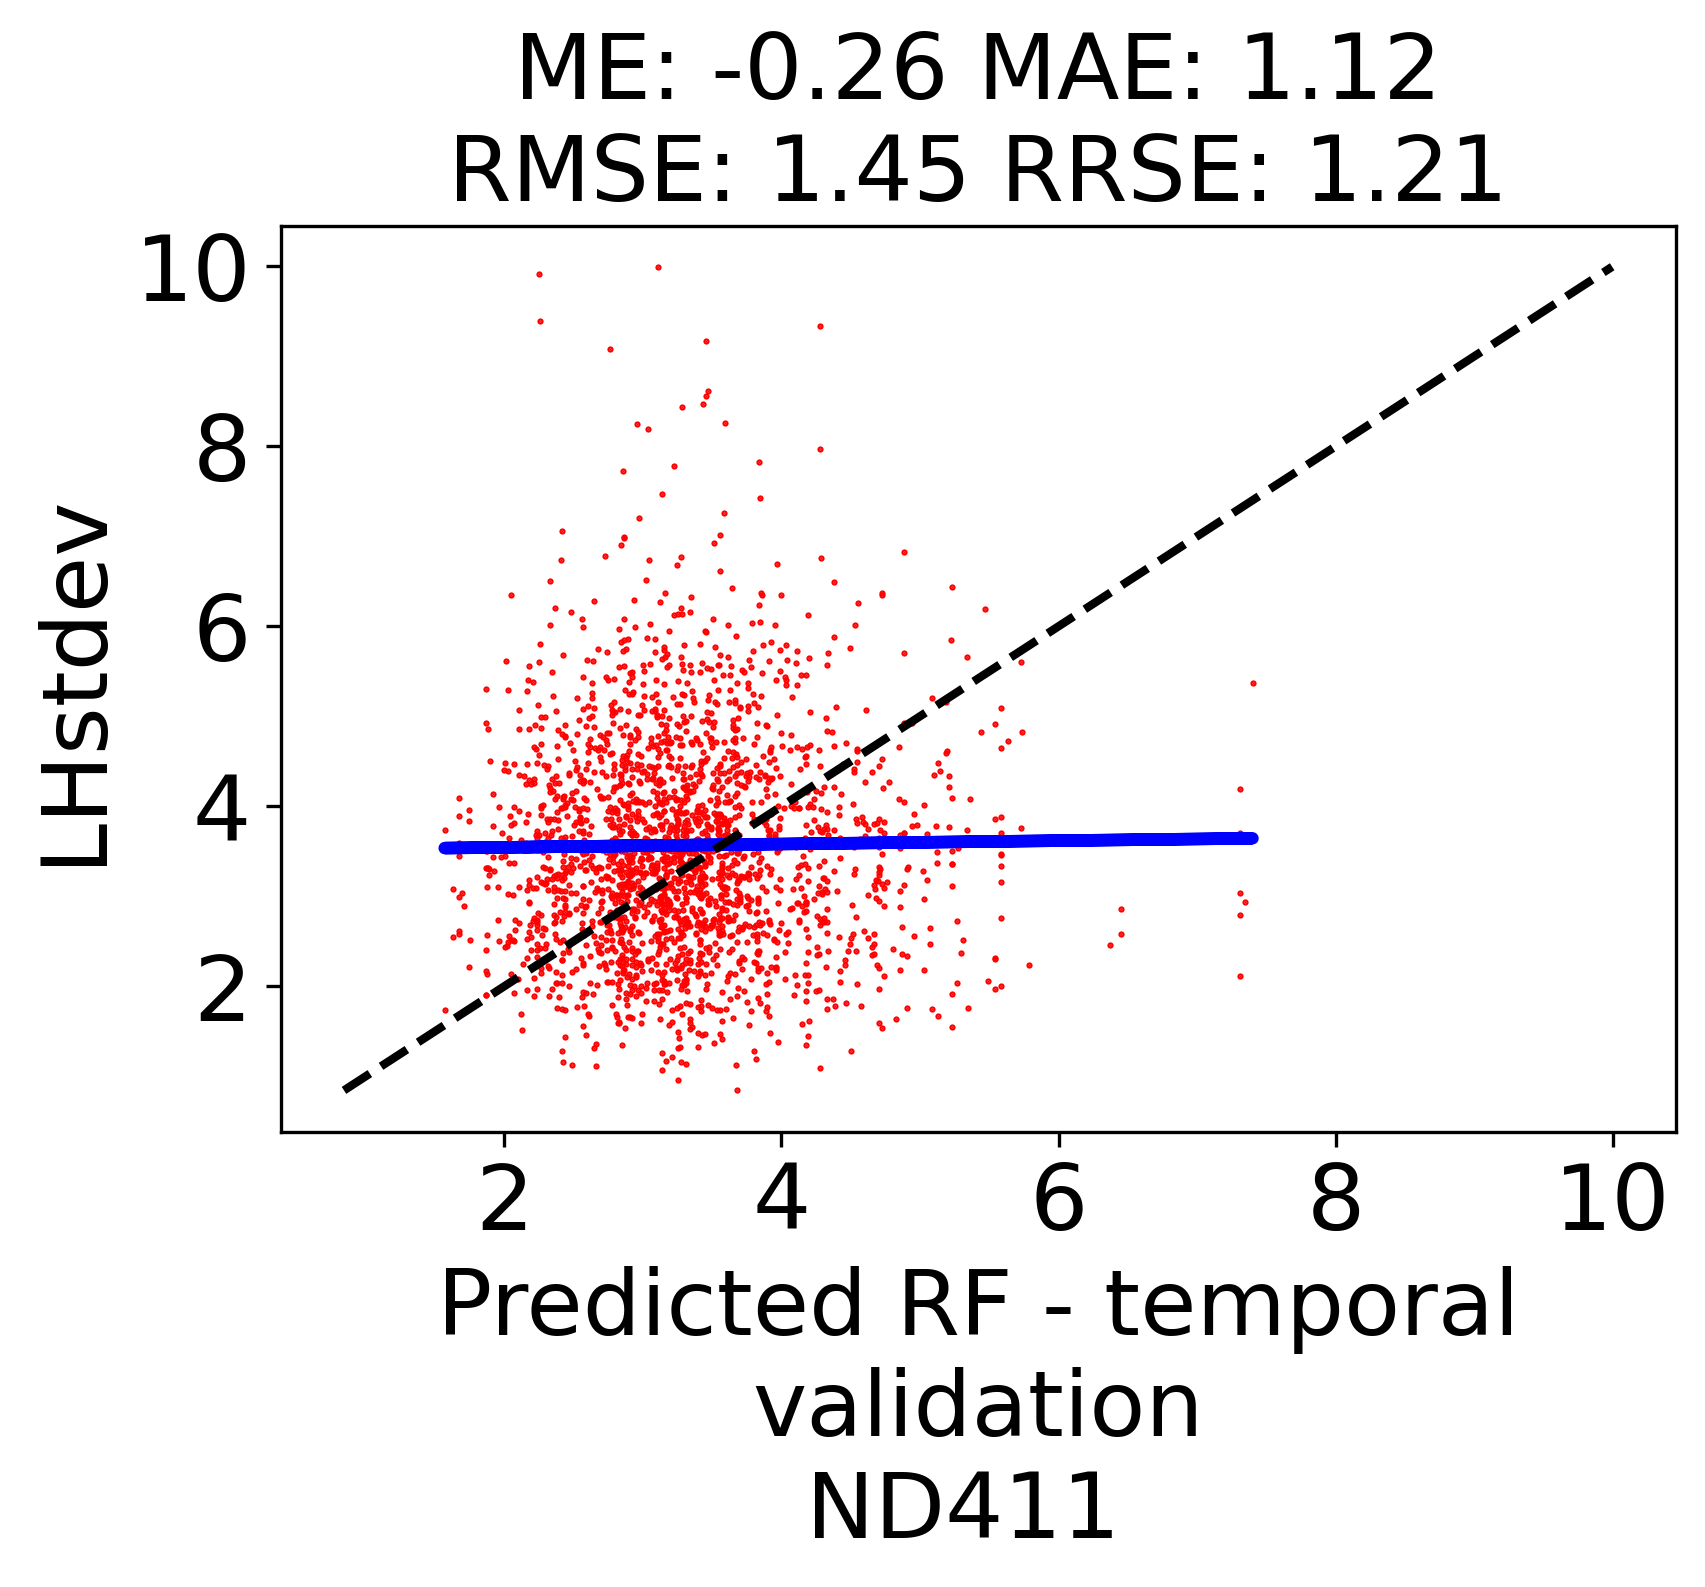 ME: -0.26 MAE: 1.12
RMSE: 1.45 RRSE: 1.21
10
8
6
4
2
LHstdev
2 4 6 8 10
Predicted RF - temporal
validation
ND411